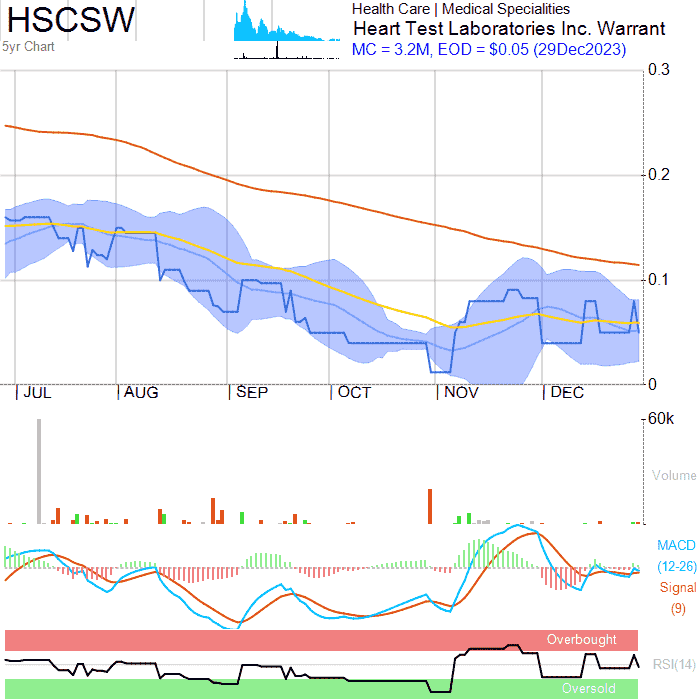 HSCSW
5yr Chart
Health Care | Medical Specialities
Heart Test Laboratories Inc. Warrant
MC = 3.2M, EOD = $0.05 (29Dec2023)
0.3
0.2
0.1
0
JUL AUG SEP OCT NOV DEC
60k
Volume
MACD
(12-26)
Signal
(9)
Overbought
RSI(14)
Oversold